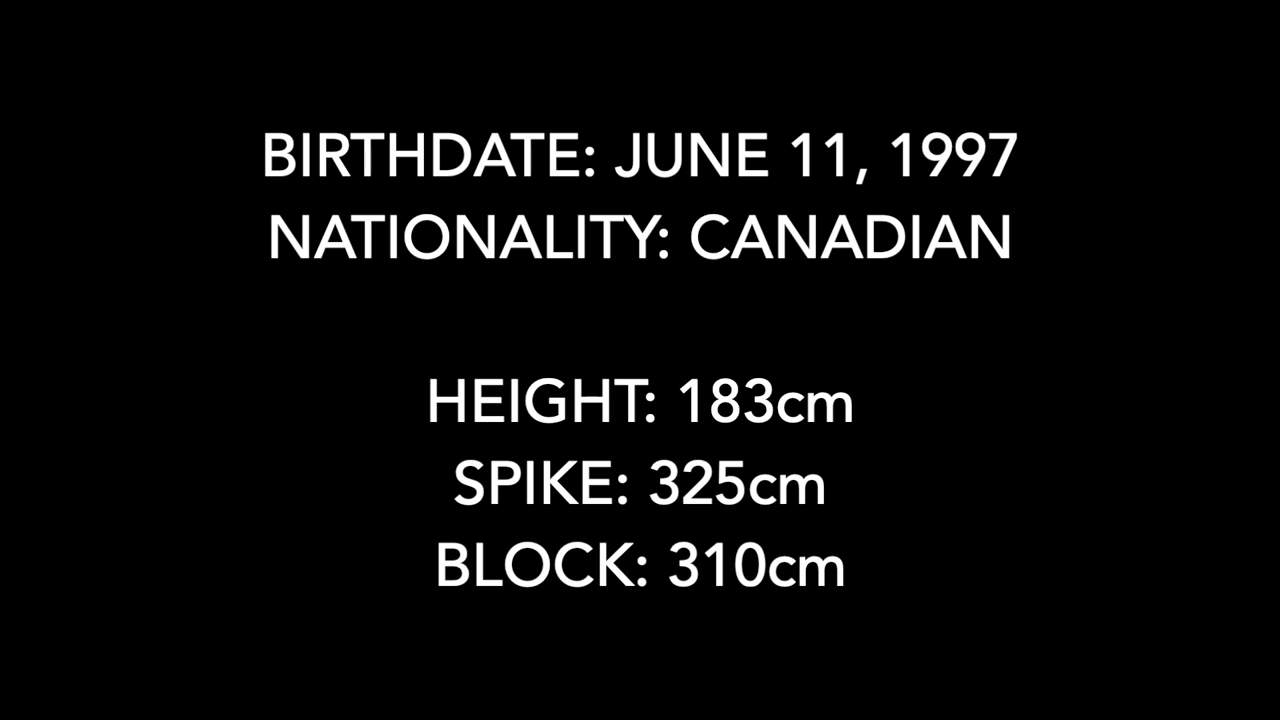 BIRTHDATE: JUNE 11, 1997
NATIONALITY: CANADIAN
HEIGHT: 183cm
SPIKE: 325cm
BLOCK: 310cm